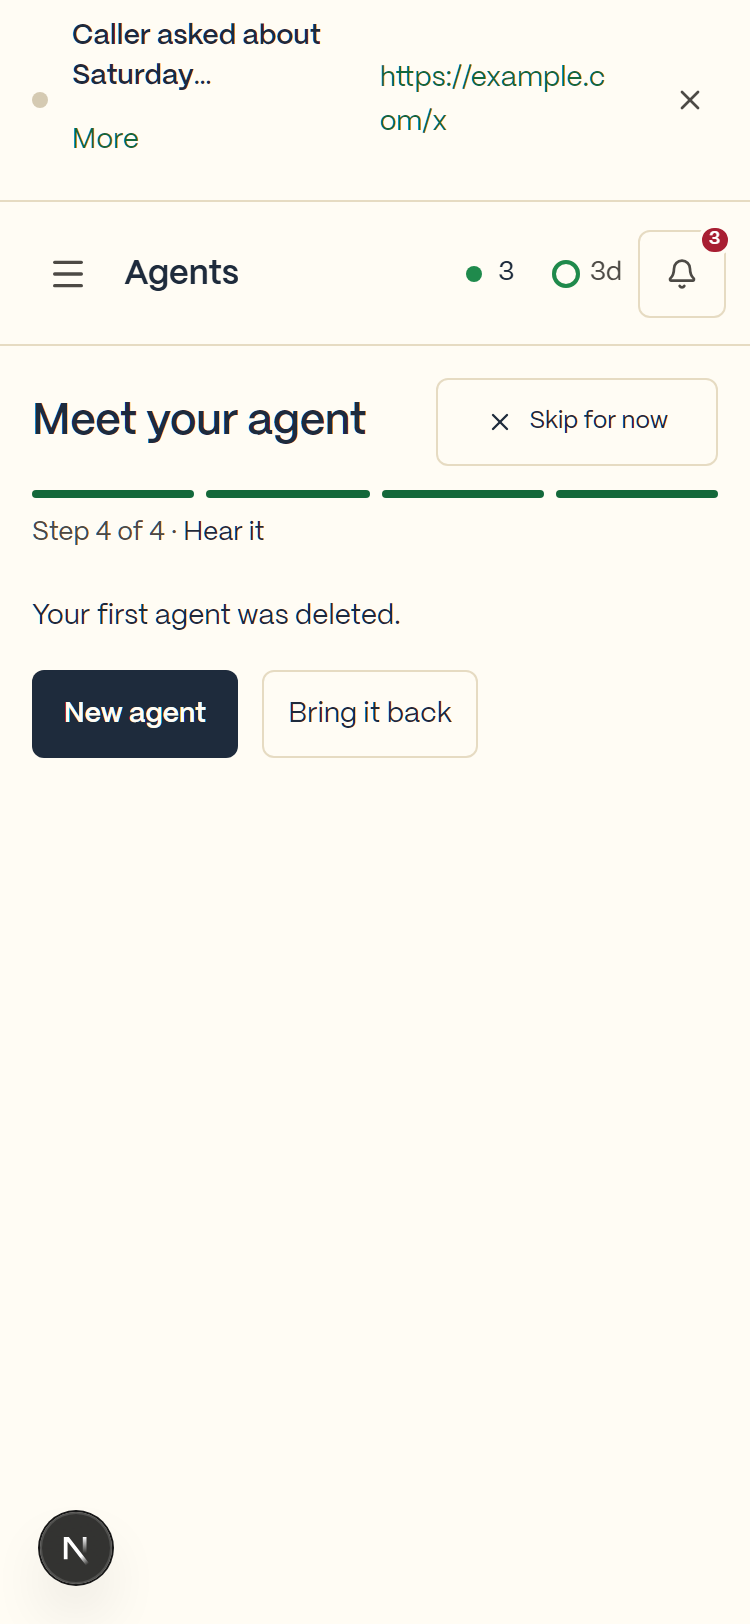 Caller asked about
Saturday...
More
https://example.c
om/x
Agents
3
3d
3
Meet your agent
Skip for now
Step 4 of 4 · Hear it
Your first agent was deleted.
New agent
Bring it back
N